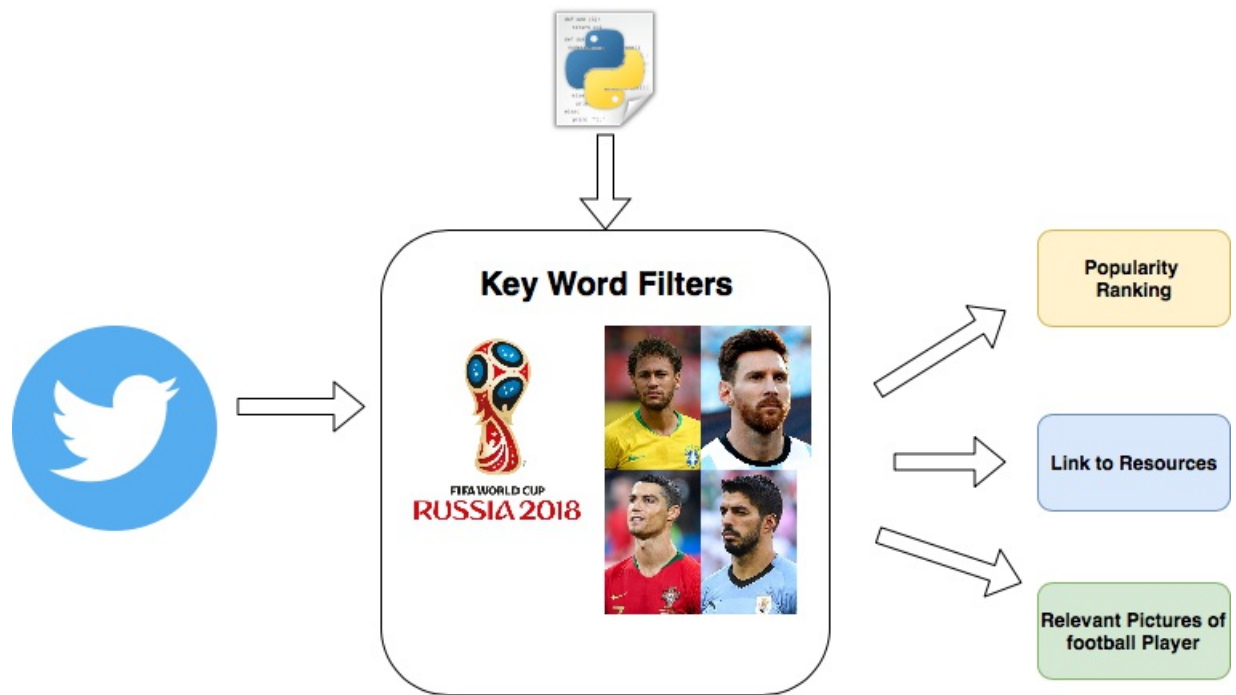 Key Word Filters
FIFA WORLD CUP
RUSSIA 2018
Popularity
Ranking
Link to Resources
Relevant Pictures of
football Player